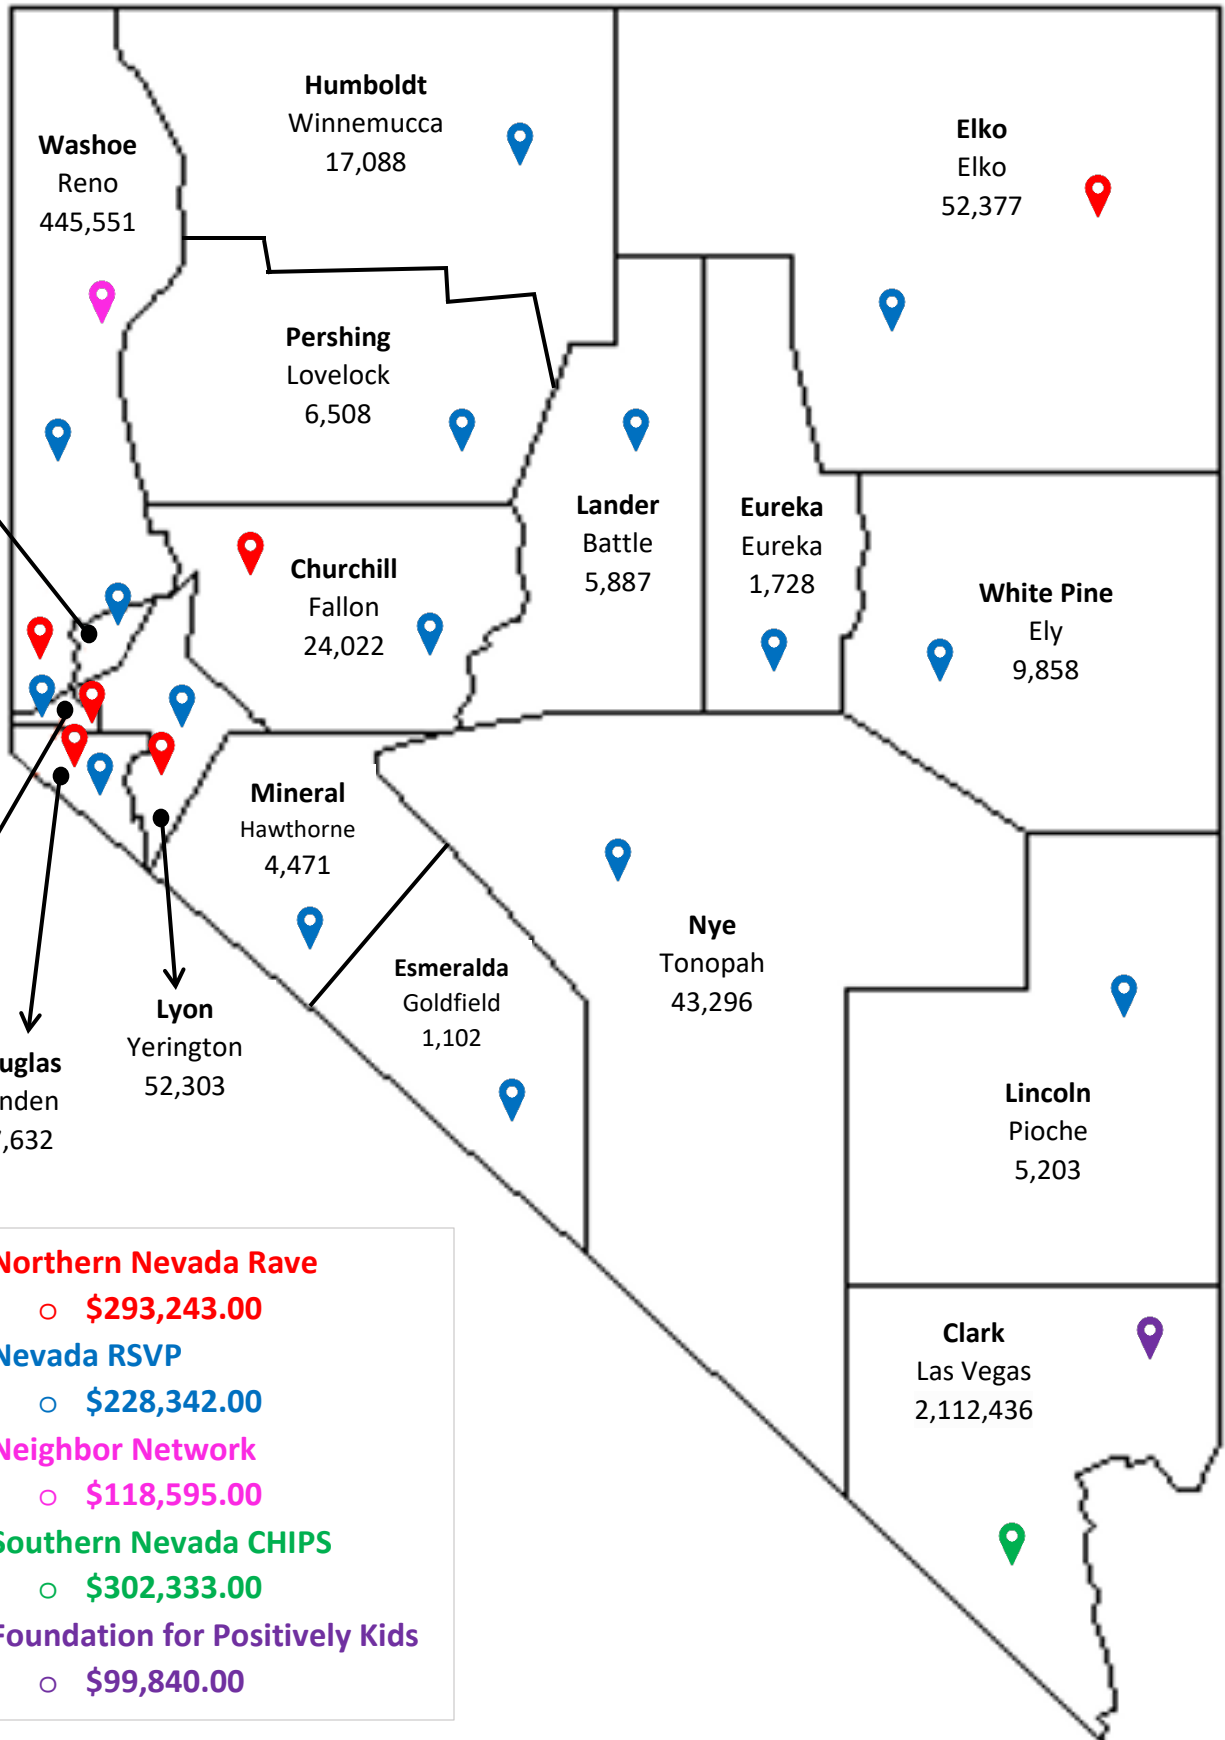 Humboldt
Winnemucca
17,088
Elko
Elko
52,377
Washoe
Reno
445,551
Pershing
Lovelock
6,508
Lander
Battle
5,887
Eureka
Eureka
1,728
Churchill
Fallon
24,022
White Pine
Ely
9,858
Mineral
Hawthorne
4,471
Nye
Tonopah
43,296
Esmeralda
Goldfield
1,102
Lyon
Yerington
52,303
uglas
nden
,632
Lincoln
Pioche
5,203
Clark
Las Vegas
2,112,436
Northern Nevada Rave
○ $293,243.00
Nevada RSVP
○ $228,342.00
Neighbor Network
○ $118,595.00
Southern Nevada CHIPS
○ $302,333.00
Foundation for Positively Kids
○ $99,840.00